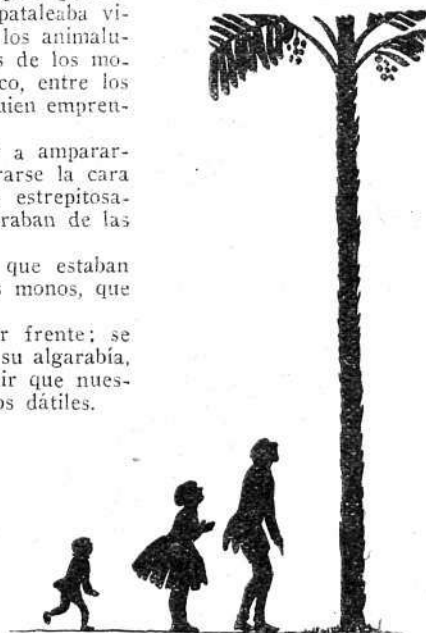 pataleaba vi-
los animalu-
s de los mo-
co, entre los
uien empren-
r a amparar-
rarse la cara
estrepitosa-
raban de las
que estaban
s monos, que
r frente; se
su algarabía,
ir que nues-
os dátiles.